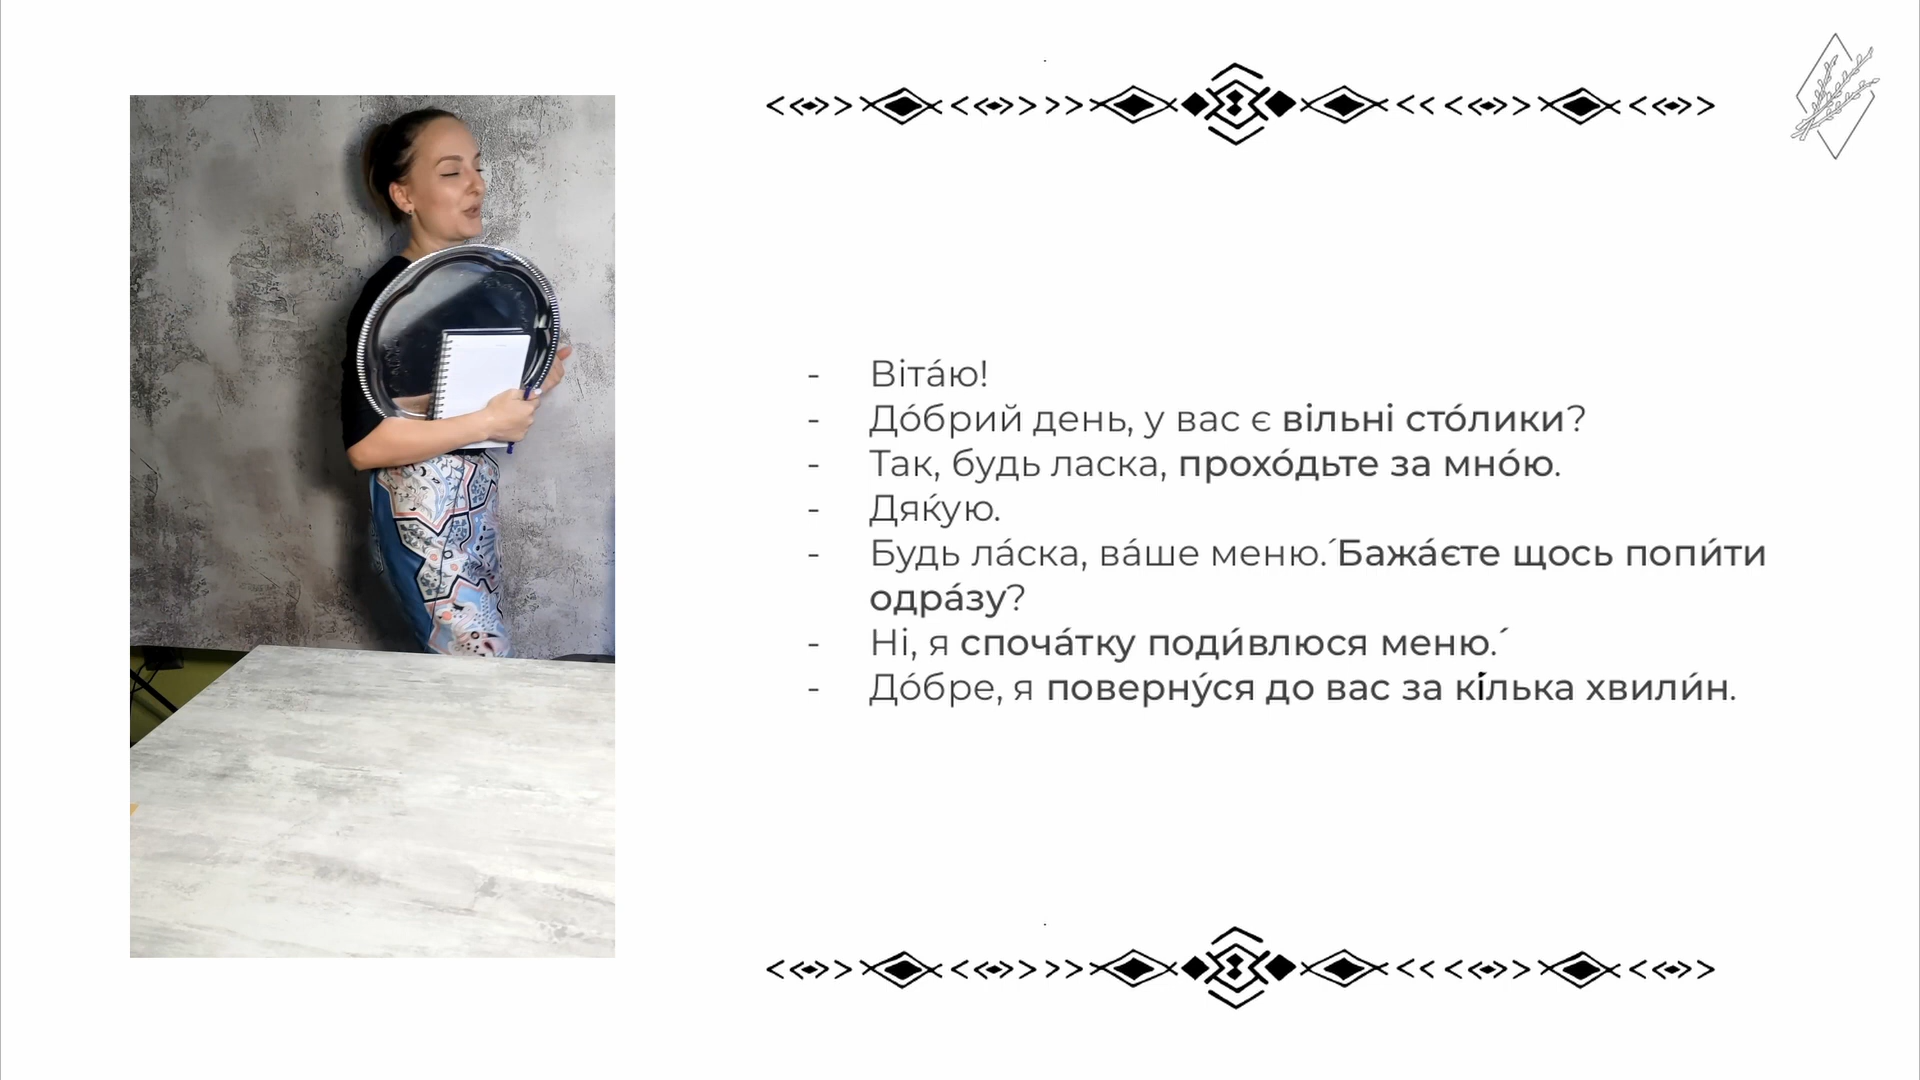 - Віта́ю!
- До́брий день, у вас є вільні сто́лики?
- Так, будь ласка, прохо́дьте за мно́ю.
- Дяќую.
- Будь ла́ска, ва́ше меню.´Бажа́єте щось попи́ти
одра́зу?
- Ні, я споча́тку поди́влюся меню.´
- До́бре, я поверну́ся до вас за кі́лька хвили́н.